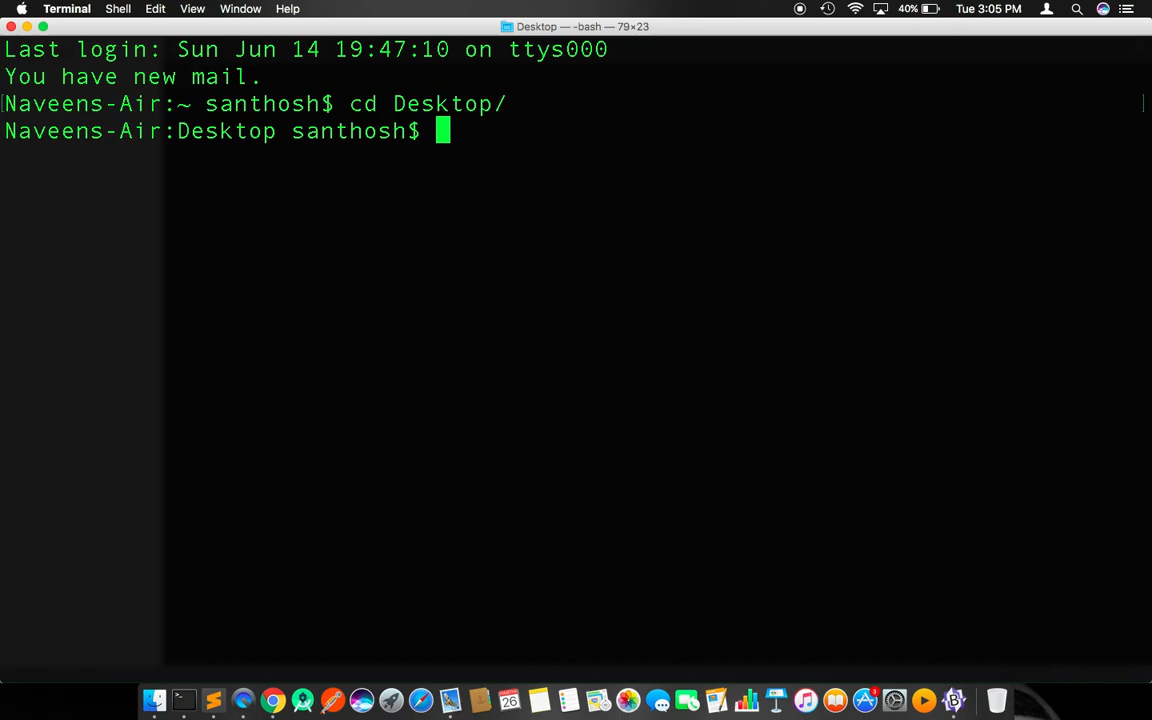 Terminal Shell Edit View Window Help 40% Tue 3:05 PM
Desktop — -bash — 79×23
Last login: Sun Jun 14 19:47:10 on ttys000
You have new mail.
Naveens-Air:~ santhosh$ cd Desktop/
Naveens-Air:Desktop santhosh$
26
3